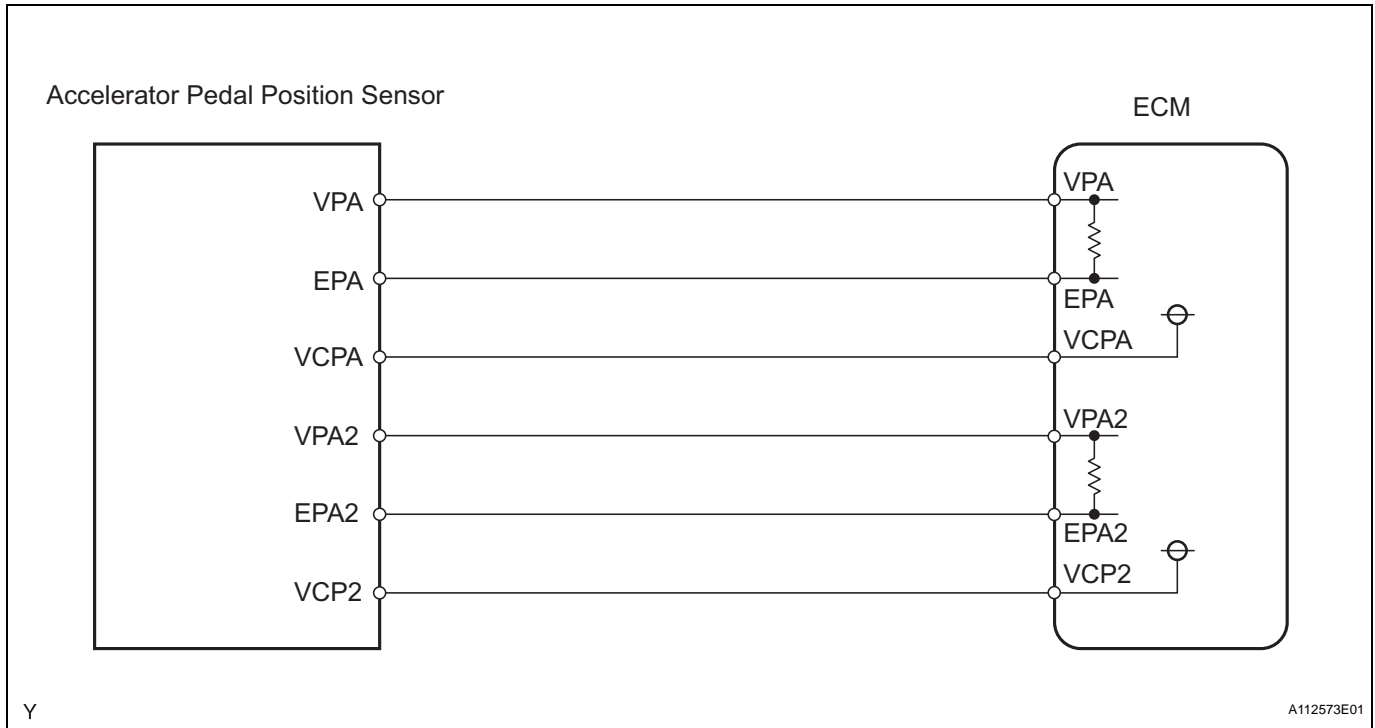 Accelerator Pedal Position Sensor
ECM
VPA
VPA
EPA
EPA
VCPA
VCPA
VPA2
VPA2
EPA2
EPA2
VCP2
VCP2
Y
A112573E01